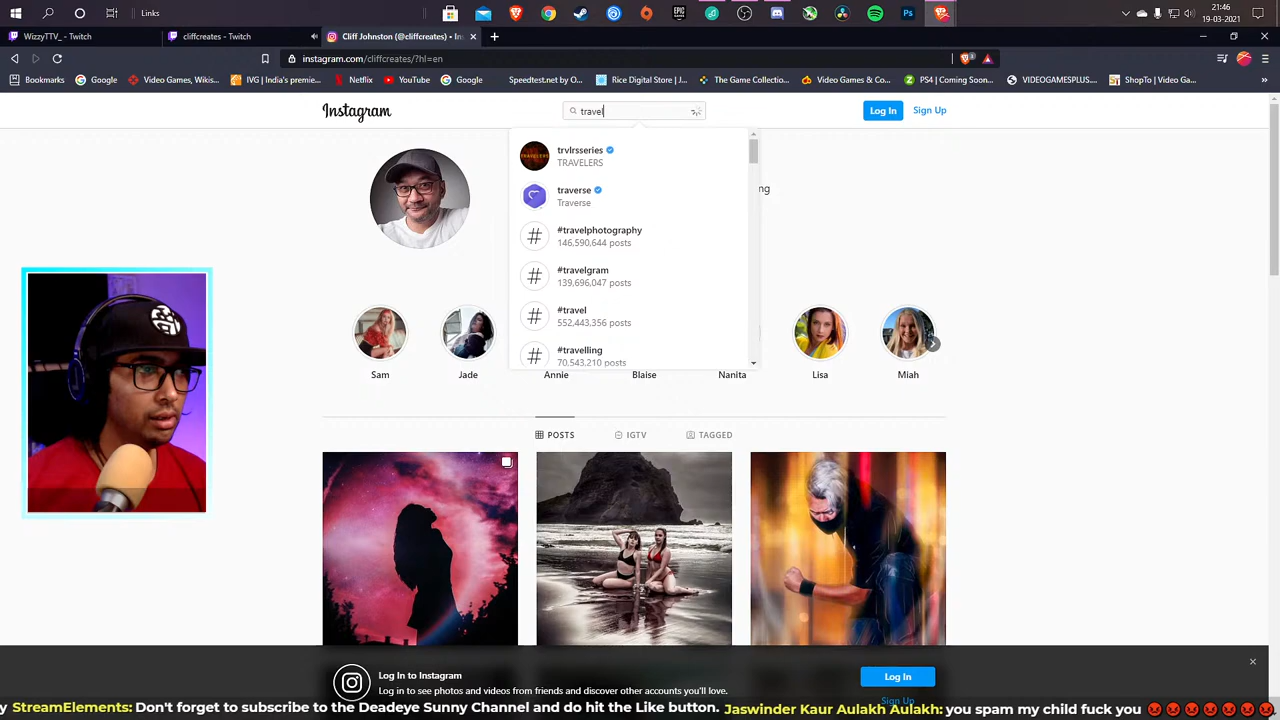 Links
21:46
19-03-2021
WizzyTTV_ - Twitch
cliffcreates - Twitch
Cliff Johnston (@cliffcreates) • Ins
instagram.com/cliffcreates/?hl=en
Bookmarks
Google
Video Games, Wikis...
IVG | India's premie...
Netflix
YouTube
Google
Speedtest.net by O...
Rice Digital Store | J...
The Game Collectio...
Video Games & Co...
PS4 | Coming Soon...
VIDEOGAMESPLUS...
ShopTo | Video Ga...
Instagram
travel
Log In
Sign Up
trvlrsseries
TRAVELERS
traverse
Traverse
ng
#travelphotography
146,590,644 posts
#travelgram
139,696,047 posts
#travel
552,443,356 posts
#travelling
70,543,210 posts
Sam
Jade
Annie
Blaise
Nanita
Lisa
Miah
POSTS
IGTV
TAGGED
Log In to Instagram
Log in to see photos and videos from friends and discover other accounts you'll love.
Log In
Sign Up
y StreamElements: Don't forget to subscribe to the Deadeye Sunny Channel and do hit the Like button. Jaswinder Kaur Aulakh Aulakh: you spam my child fuck you 😡😡😡😡😡😡😡